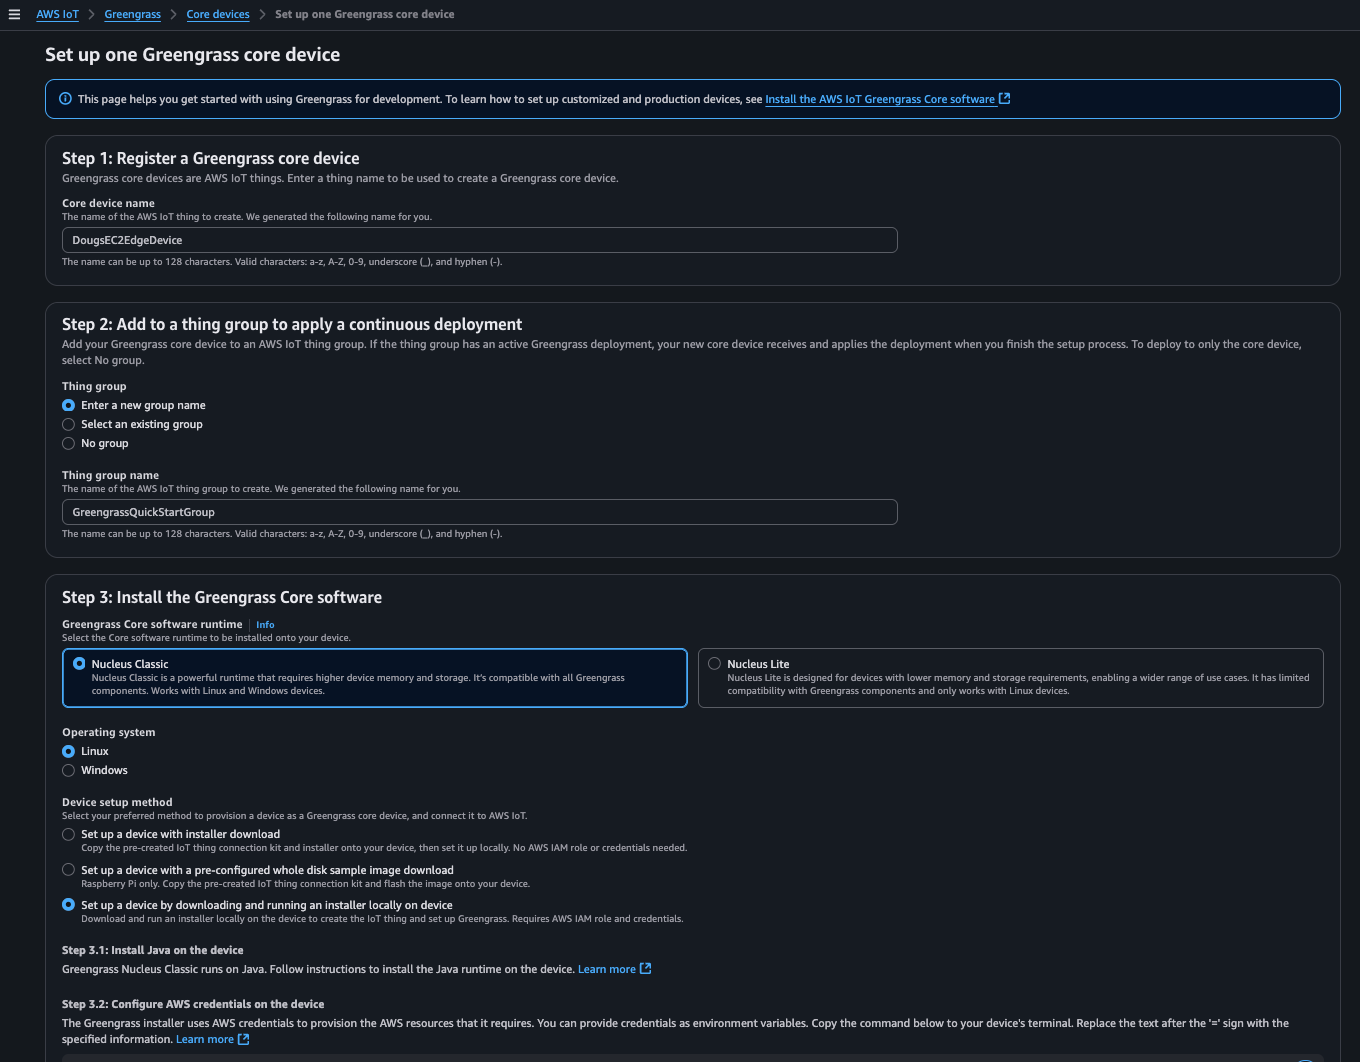 AWS IoT > Greengrass > Core devices > Set up one Greengrass core device
Set up one Greengrass core device
This page helps you get started with using Greengrass for development. To learn how to set up customized and production devices, see Install the AWS IoT Greengrass Core software
Step 1: Register a Greengrass core device
Greengrass core devices are AWS IoT things. Enter a thing name to be used to create a Greengrass core device.
Core device name
The name of the AWS IoT thing to create. We generated the following name for you.
DougsEC2EdgeDevice
The name can be up to 128 characters. Valid characters: a-z, A-Z, 0-9, underscore (_), and hyphen (-).
Step 2: Add to a thing group to apply a continuous deployment
Add your Greengrass core device to an AWS IoT thing group. If the thing group has an active Greengrass deployment, your new core device receives and applies the deployment when you finish the setup process. To deploy to only the core device,
select No group.
Thing group
Enter a new group name
Select an existing group
No group
Thing group name
The name of the AWS IoT thing group to create. We generated the following name for you.
GreengrassQuickStartGroup
The name can be up to 128 characters. Valid characters: a-z, A-Z, 0-9, underscore (_), and hyphen (-).
Step 3: Install the Greengrass Core software
Greengrass Core software runtime | Info
Select the Core software runtime to be installed onto your device.
Nucleus Classic
Nucleus Classic is a powerful runtime that requires higher device memory and storage. It's compatible with all Greengrass
components. Works with Linux and Windows devices.
Nucleus Lite
Nucleus Lite is designed for devices with lower memory and storage requirements, enabling a wider range of use cases. It has limited
compatibility with Greengrass components and only works with Linux devices.
Operating system
Linux
Windows
Device setup method
Select your preferred method to provision a device as a Greengrass core device, and connect it to AWS IoT.
Set up a device with installer download
Copy the pre-created IoT thing connection kit and installer onto your device, then set it up locally. No AWS IAM role or credentials needed.
Set up a device with a pre-configured whole disk sample image download
Raspberry Pi only. Copy the pre-created IoT thing connection kit and flash the image onto your device.
Set up a device by downloading and running an installer locally on device
Download and run an installer locally on the device to create the IoT thing and set up Greengrass. Requires AWS IAM role and credentials.
Step 3.1: Install Java on the device
Greengrass Nucleus Classic runs on Java. Follow instructions to install the Java runtime on the device. Learn more
Step 3.2: Configure AWS credentials on the device
The Greengrass installer uses AWS credentials to provision the AWS resources that it requires. You can provide credentials as environment variables. Copy the command below to your device's terminal. Replace the text after the '=' sign with the
specified information. Learn more